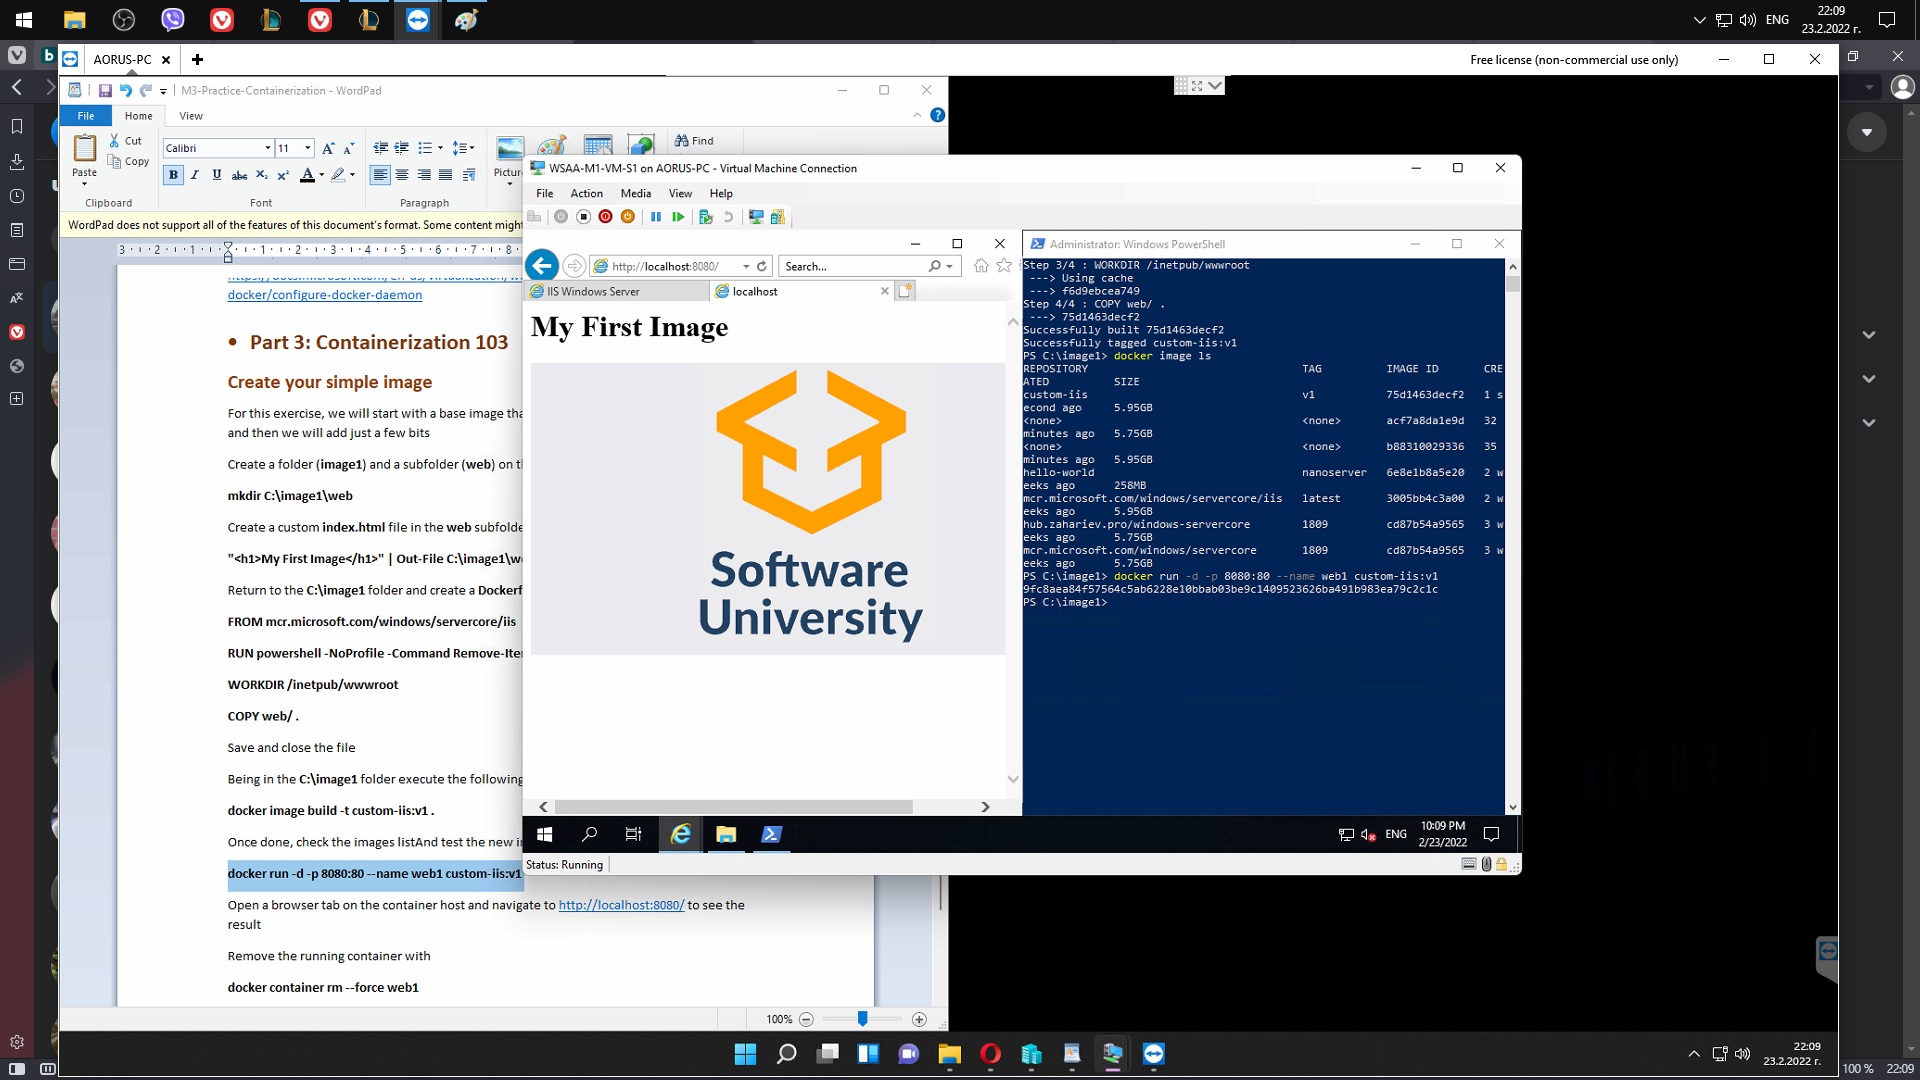 ENG
22:09
23.2.2022 г.
AORUS-PC
Free license (non-commercial use only)
M3-Practice-Containerization - WordPad
File
Home
View
Cut
Copy
Paste
Clipboard
Calibri
11
B
I
U
abc
X₂
X²
Font
Paragraph
Find
WordPad does not support all of the features of this document's format. Some content might
3 · 2 · 1 · 1 · 2 · 3 · 4 · 5 · 6 · 7 · 8
docker/configure-docker-daemon
• Part 3: Containerization 103
Create your simple image
For this exercise, we will start with a base image tha
and then we will add just a few bits
Create a folder (image1) and a subfolder (web) on th
mkdir C:\image1\web
Create a custom index.html file in the web subfolde
"<h1>My First Image</h1>" | Out-File C:\image1\we
Return to the C:\image1 folder and create a Dockerf
FROM mcr.microsoft.com/windows/servercore/iis
RUN powershell -NoProfile -Command Remove-Iter
WORKDIR /inetpub/wwwroot
COPY web/ .
Save and close the file
Being in the C:\image1 folder execute the following
docker image build -t custom-iis:v1 .
Once done, check the images listAnd test the new i
docker run -d -p 8080:80 --name web1 custom-iis:v1
Open a browser tab on the container host and navigate to http://localhost:8080/ to see the
result
Remove the running container with
docker container rm --force web1
100%
WSAA-M1-VM-S1 on AORUS-PC - Virtual Machine Connection
File Action Media View Help
http://localhost:8080/
Search...
IIS Windows Server
localhost
My First Image
Software
University
Administrator: Windows PowerShell
Step 3/4 : WORKDIR /inetpub/wwwroot
---> Using cache
---> f6d9ebcea749
Step 4/4 : COPY web/ .
---> 75d1463decf2
Successfully built 75d1463decf2
Successfully tagged custom-iis:v1
PS C:\image1> docker image ls
REPOSITORY TAG IMAGE ID CRE
ATED SIZE
custom-iis v1 75d1463decf2 1 s
econd ago 5.95GB
<none> <none> acf7a8da1e9d 32
minutes ago 5.75GB
<none> <none> b88310029336 35
minutes ago 5.95GB
hello-world nanoserver 6e8e1b8a5e20 2 w
eeks ago 258MB
mcr.microsoft.com/windows/servercore/iis latest 3005bb4c3a00 2 w
eeks ago 5.95GB
hub.zahariev.pro/windows-servercore 1809 cd87b54a9565 3 w
eeks ago 5.75GB
mcr.microsoft.com/windows/servercore 1809 cd87b54a9565 3 w
eeks ago 5.75GB
PS C:\image1> docker run -d -p 8080:80 --name web1 custom-iis:v1
9fc8aea84f57564c5ab6228e10bbab03be9c1409523626ba491b983ea79c2c1c
PS C:\image1>
ENG
10:09 PM
2/23/2022
Status: Running
22:09
23.2.2022 г.
100 %
22:09